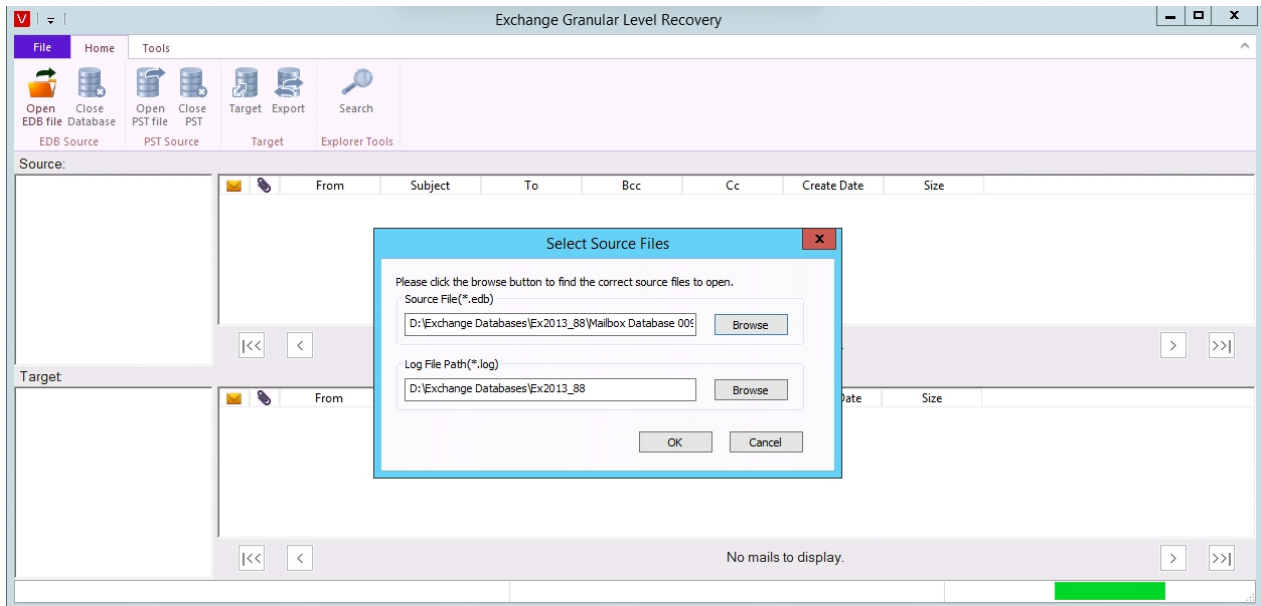 V
Exchange Granular Level Recovery
File Home Tools
Open EDB file
Close Database
Open PST file
Close PST
Target
Export
Search
EDB Source
PST Source
Target
Explorer Tools
Source:
From Subject To Bcc Cc Create Date Size
Select Source Files
x
Please click the browse button to find the correct source files to open.
Source File(*.edb)
D:\Exchange Databases\Ex2013_88\Mailbox Database 009
Browse
Log File Path(*.log)
D:\Exchange Databases\Ex2013_88
Browse
OK Cancel
|<< < > >>|
Target:
From Date Size
|<< < No mails to display. > >>|